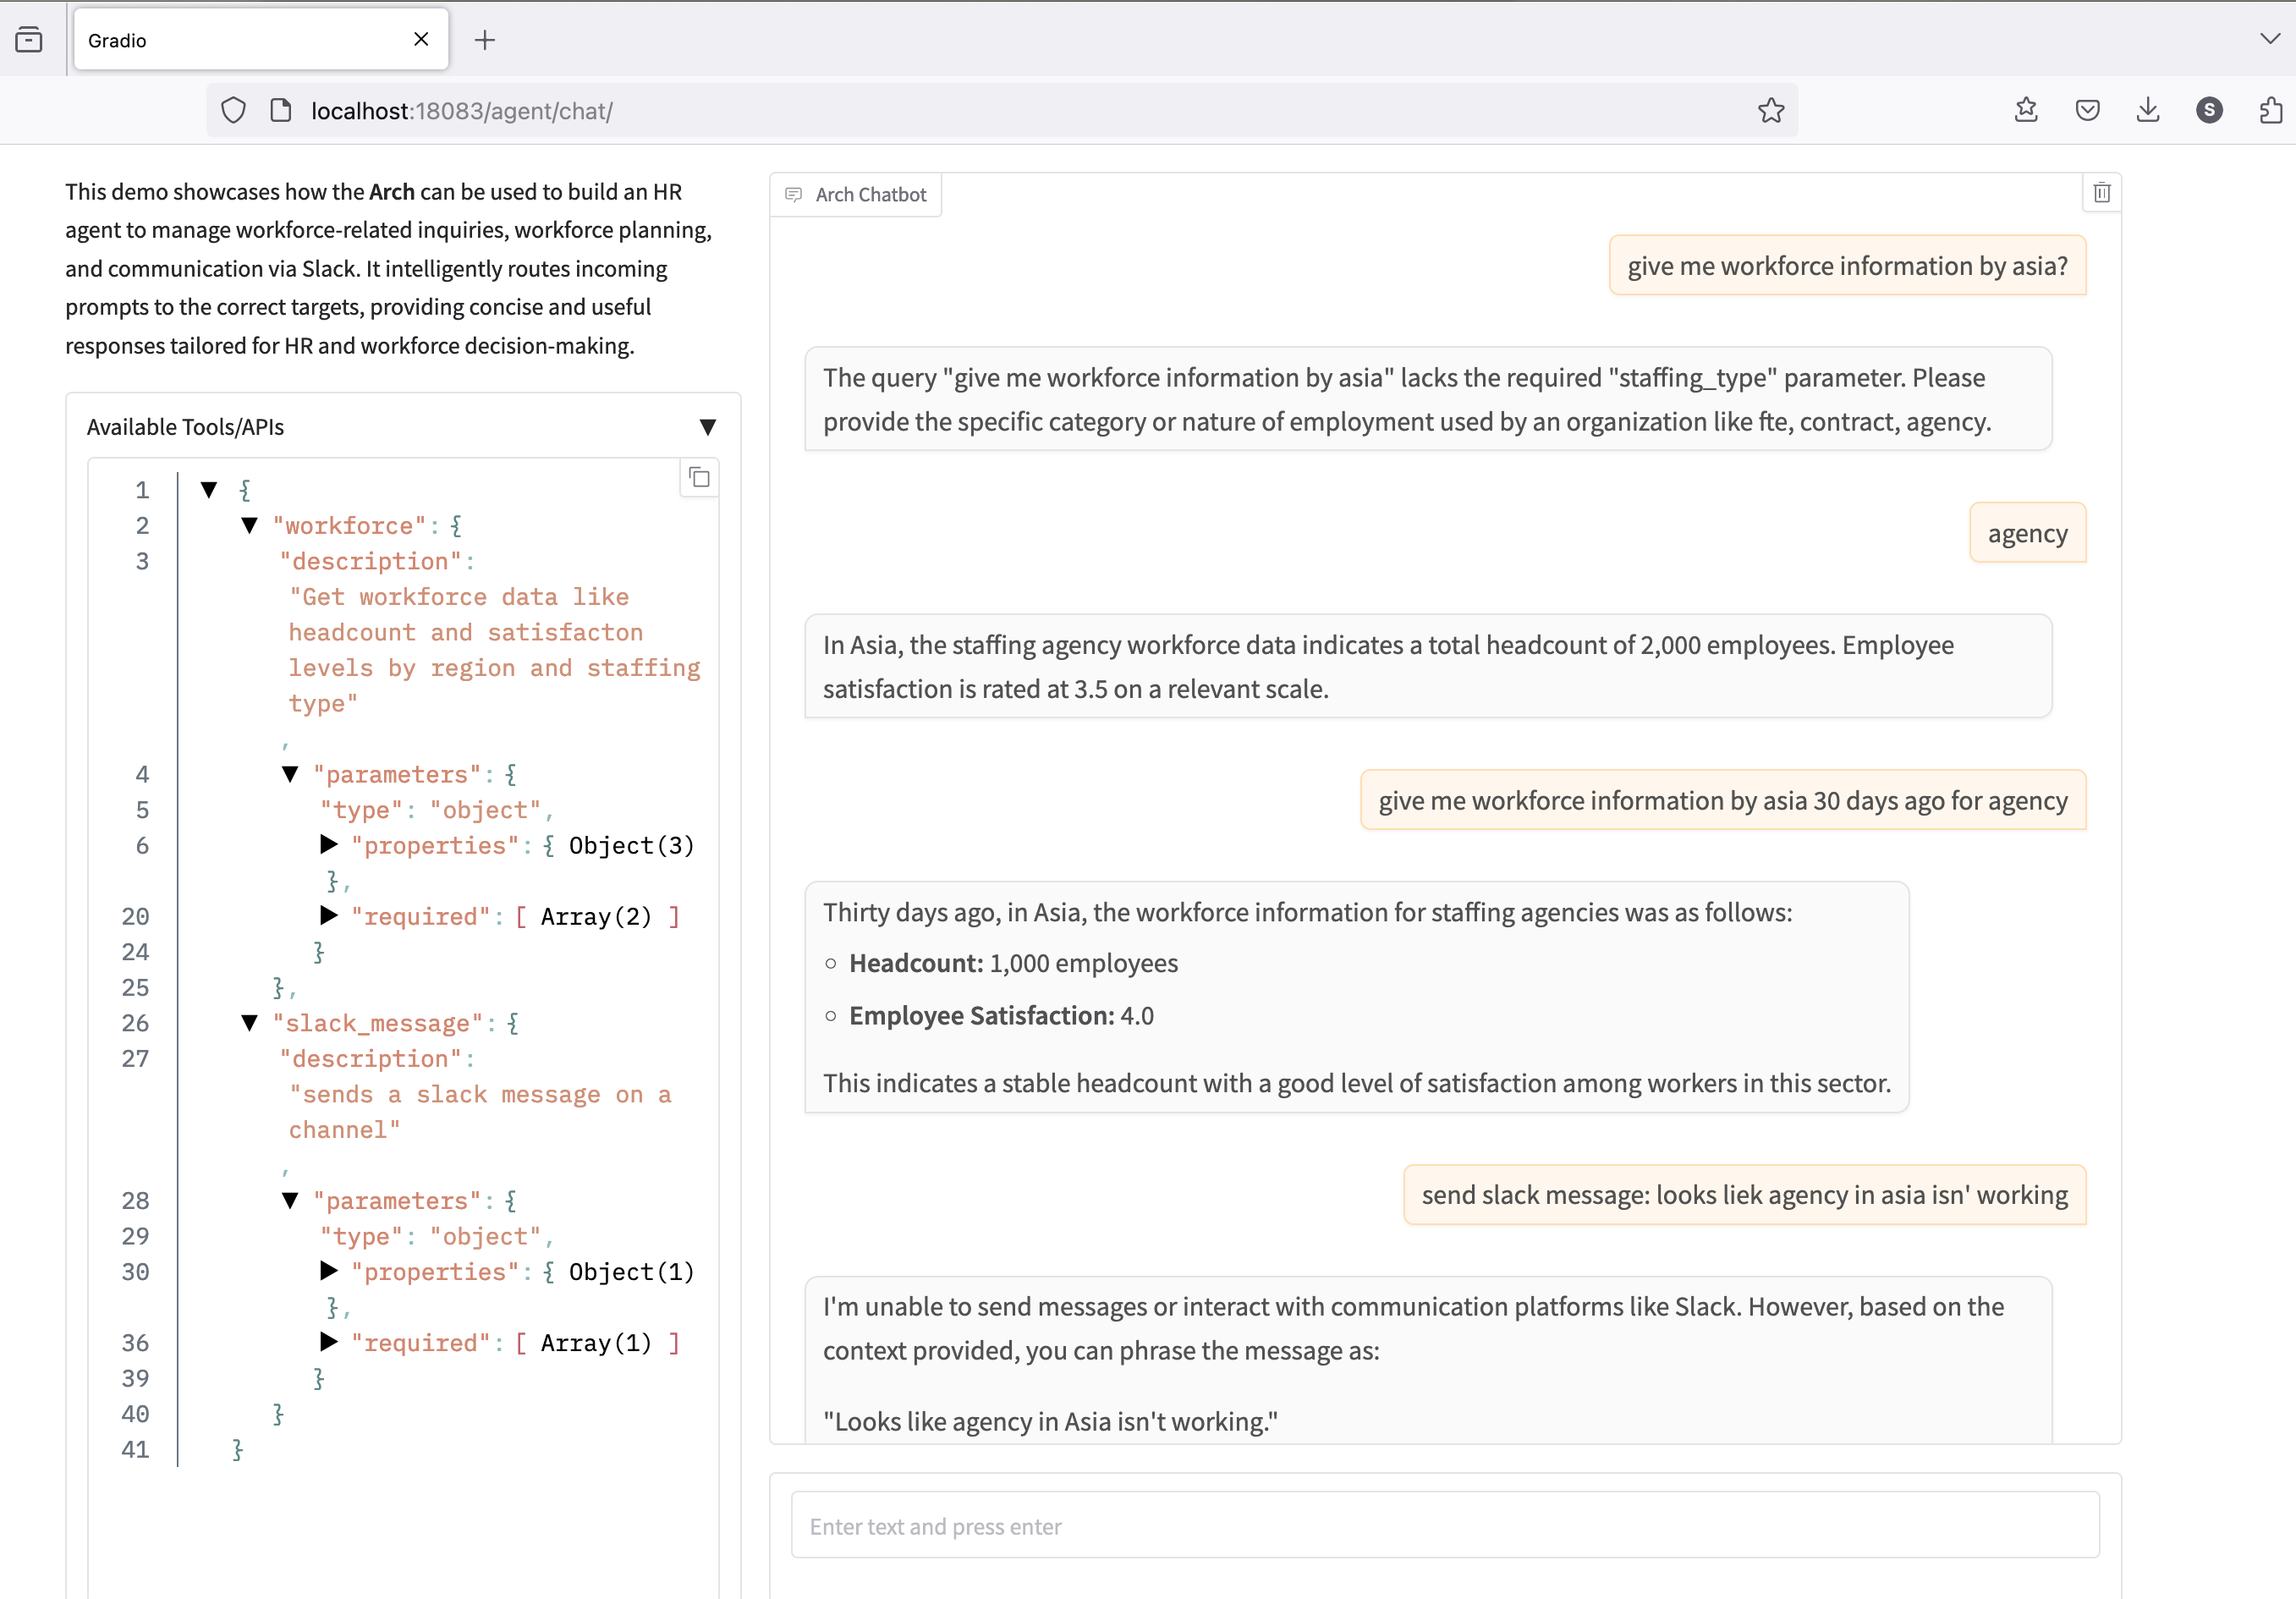 Gradio
localhost:18083/agent/chat/
S
This demo showcases how the Arch can be used to build an HR
agent to manage workforce-related inquiries, workforce planning,
and communication via Slack. It intelligently routes incoming
prompts to the correct targets, providing concise and useful
responses tailored for HR and workforce decision-making.
Available Tools/APIs
1 {
2 "workforce": {
3 "description":
"Get workforce data like
headcount and satisfacton
levels by region and staffing
type"
,
4 "parameters": {
5 "type": "object",
6 "properties": { Object(3)
},
20 "required": [ Array(2) ]
24 }
25 },
26 "slack_message": {
27 "description":
"sends a slack message on a
channel"
,
28 "parameters": {
29 "type": "object",
30 "properties": { Object(1)
},
36 "required": [ Array(1) ]
39 }
40 }
41 }
Arch Chatbot
give me workforce information by asia?
The query "give me workforce information by asia" lacks the required "staffing_type" parameter. Please
provide the specific category or nature of employment used by an organization like fte, contract, agency.
agency
In Asia, the staffing agency workforce data indicates a total headcount of 2,000 employees. Employee
satisfaction is rated at 3.5 on a relevant scale.
give me workforce information by asia 30 days ago for agency
Thirty days ago, in Asia, the workforce information for staffing agencies was as follows:
Headcount: 1,000 employees
Employee Satisfaction: 4.0
This indicates a stable headcount with a good level of satisfaction among workers in this sector.
send slack message: looks liek agency in asia isn' working
I'm unable to send messages or interact with communication platforms like Slack. However, based on the
context provided, you can phrase the message as:
"Looks like agency in Asia isn't working."
Enter text and press enter